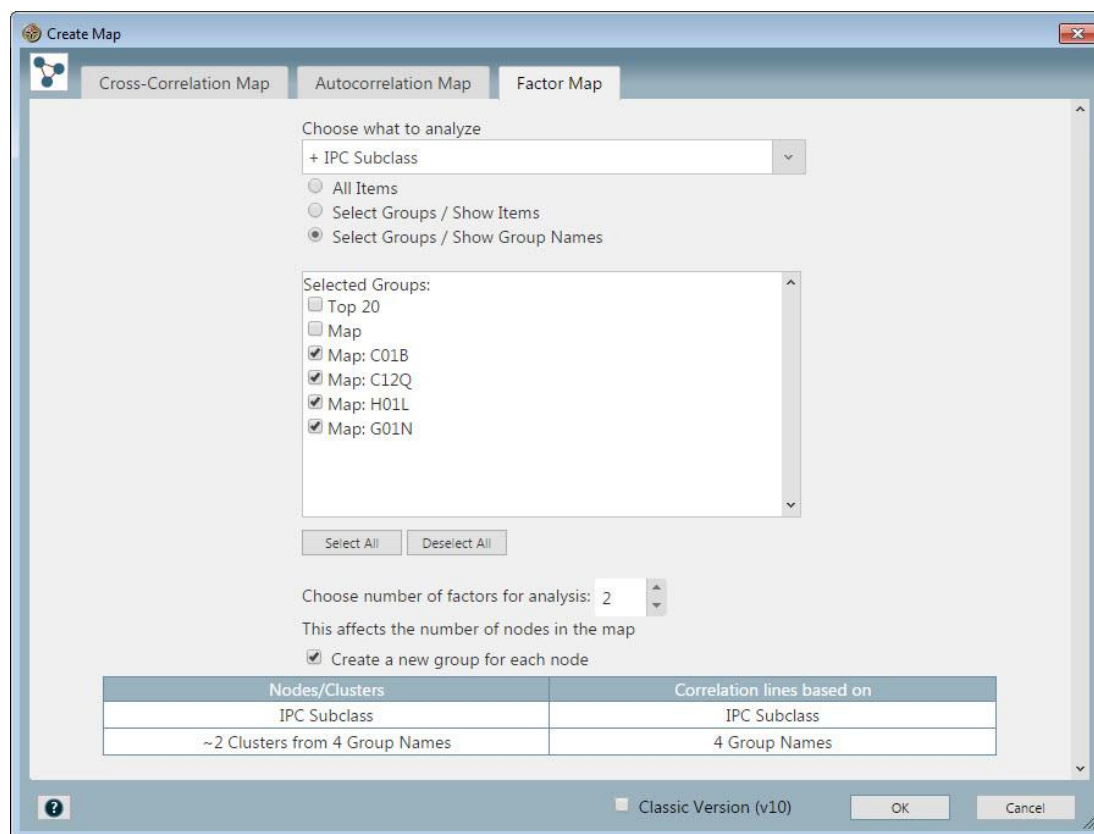 Create Map
Cross-Correlation Map Autocorrelation Map Factor Map
Choose what to analyze
+ IPC Subclass
All Items
Select Groups / Show Items
Select Groups / Show Group Names
Selected Groups:
Top 20
Map
Map: C01B
Map: C12Q
Map: H01L
Map: G01N
Select All Deselect All
Choose number of factors for analysis: 2
This affects the number of nodes in the map
Create a new group for each node
Nodes/Clusters Correlation lines based on
IPC Subclass IPC Subclass
~2 Clusters from 4 Group Names 4 Group Names
? Classic Version (v10) OK Cancel